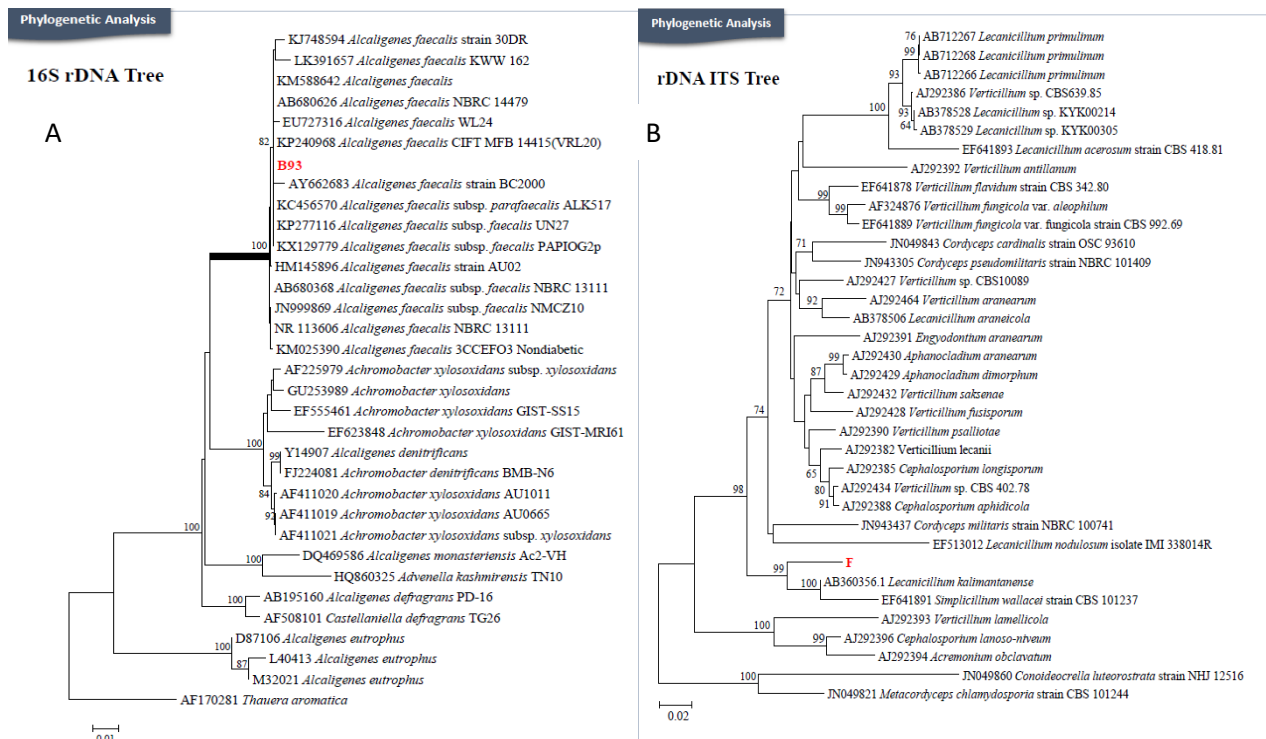 Phylogenetic Analysis
16S rDNA Tree
A
KJ748594 Alcaligenes faecalis strain 30DR
LK391657 Alcaligenes faecalis KWW 162
KM588642 Alcaligenes faecalis
AB680626 Alcaligenes faecalis NBRC 14479
EU727316 Alcaligenes faecalis WL24
82
KP240968 Alcaligenes faecalis CIFT MFB 14415(VRL20)
B93
AY662683 Alcaligenes faecalis strain BC2000
KC456570 Alcaligenes faecalis subsp. parafaecalis ALK517
KP277116 Alcaligenes faecalis subsp. faecalis UN27
100
KX129779 Alcaligenes faecalis subsp. faecalis PAPIOG2p
HM145896 Alcaligenes faecalis strain AU02
AB680368 Alcaligenes faecalis subsp. faecalis NBRC 13111
JN999869 Alcaligenes faecalis subsp. faecalis NMCZ10
NR 113606 Alcaligenes faecalis NBRC 13111
KM025390 Alcaligenes faecalis 3CCEFO3 Nondiabetic
AF225979 Achromobacter xylosoxidans subsp. xylosoxidans
GU253989 Achromobacter xylosoxidans
EF555461 Achromobacter xylosoxidans GIST-SS15
EF623848 Achromobacter xylosoxidans GIST-MRI61
100
99
Y14907 Alcaligenes denitrificans
FJ224081 Achromobacter denitrificans BMB-N6
84
AF411020 Achromobacter xylosoxidans AU1011
92
AF411019 Achromobacter xylosoxidans AU0665
100
AF411021 Achromobacter xylosoxidans subsp. xylosoxidans
100
DQ469586 Alcaligenes monasteriensis Ac2-VH
HQ860325 Advenella kashmirensis TN10
100
AB195160 Alcaligenes defragrans PD-16
AF508101 Castellaniella defragrans TG26
100
D87106 Alcaligenes eutrophus
87
L40413 Alcaligenes eutrophus
M32021 Alcaligenes eutrophus
AF170281 Thauera aromatica
Phylogenetic Analysis
rDNA ITS Tree
B
76
AB712267 Lecanicillium primulinum
99
AB712268 Lecanicillium primulinum
93
AB712266 Lecanicillium primulinum
AJ292386 Verticillium sp. CBS639.85
100
93
AB378528 Lecanicillium sp. KYK00214
64
AB378529 Lecanicillium sp. KYK00305
EF641893 Lecanicillium acerosum strain CBS 418.81
AJ292392 Verticillium antillanum
99
EF641878 Verticillium flavidum strain CBS 342.80
99
AF324876 Verticillium fungicola var. aleophilum
EF641889 Verticillium fungicola var. fungicola strain CBS 992.69
71
JN049843 Cordyceps cardinalis strain OSC 93610
JN943305 Cordyceps pseudomilitaris strain NBRC 101409
AJ292427 Verticillium sp. CBS10089
72
92
AJ292464 Verticillium aranearum
AB378506 Lecanicillium araneicola
AJ292391 Engyodontium aranearum
99
AJ292430 Aphanocladium aranearum
87
AJ292429 Aphanocladium dimorphum
AJ292432 Verticillium saksenae
74
AJ292428 Verticillium fusisporum
AJ292390 Verticillium psalliotae
AJ292382 Verticillium lecanii
65
AJ292385 Cephalosporium longisporum
98
80
AJ292434 Verticillium sp. CBS 402.78
91
AJ292388 Cephalosporium aphidicola
JN943437 Cordyceps militaris strain NBRC 100741
EF513012 Lecanicillium nodulosum isolate IMI 338014R
99
F
100
AB360356.1 Lecanicillium kalimantanense
EF641891 Simplicillium wallacei strain CBS 101237
100
AJ292393 Verticillium lamellicola
99
AJ292396 Cephalosporium lanoso-niveum
AJ292394 Acremonium obclavatum
100
JN049860 Conoideocrella luteorostrata strain NHJ 12516
JN049821 Metacordyceps chlamydosporia strain CBS 101244
0.02